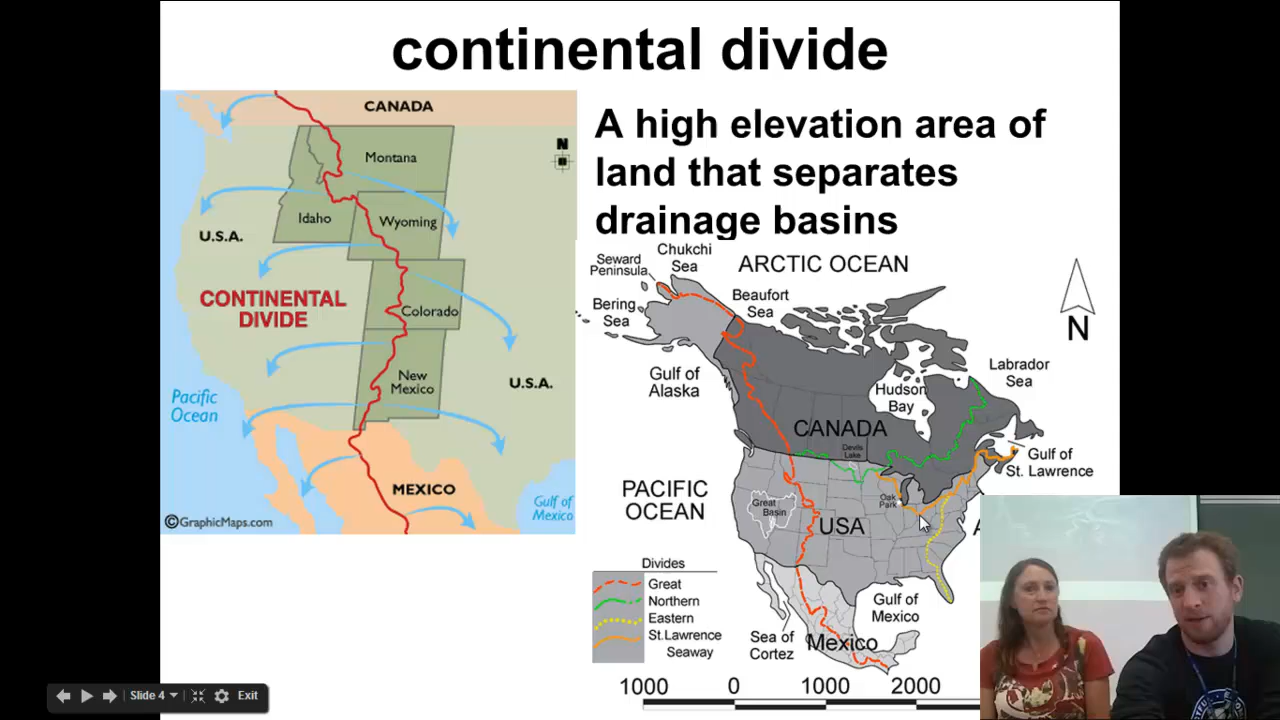 continental divide
CANADA
N
Montana
Idaho
Wyoming
U.S.A.
CONTINENTAL
DIVIDE
Colorado
New
Mexico
U.S.A.
Pacific
Ocean
MEXICO
Gulf of
Mexico
©GraphicMaps.com
A high elevation area of
land that separates
drainage basins
Chukchi
Sea
Seward
Peninsula
ARCTIC OCEAN
Bering
Sea
Beaufort
Sea
N
Gulf of
Alaska
Labrador
Sea
Hudson
Bay
CANADA
Devils
Lake
Gulf of
St. Lawrence
PACIFIC
OCEAN
Great
Basin
Oak
Park
USA
A
Divides
Great
Northern
Eastern
St.Lawrence
Seaway
Gulf of
Mexico
Sea of
Cortez
Mexico
1000 0 1000 2000
Slide 4 Exit